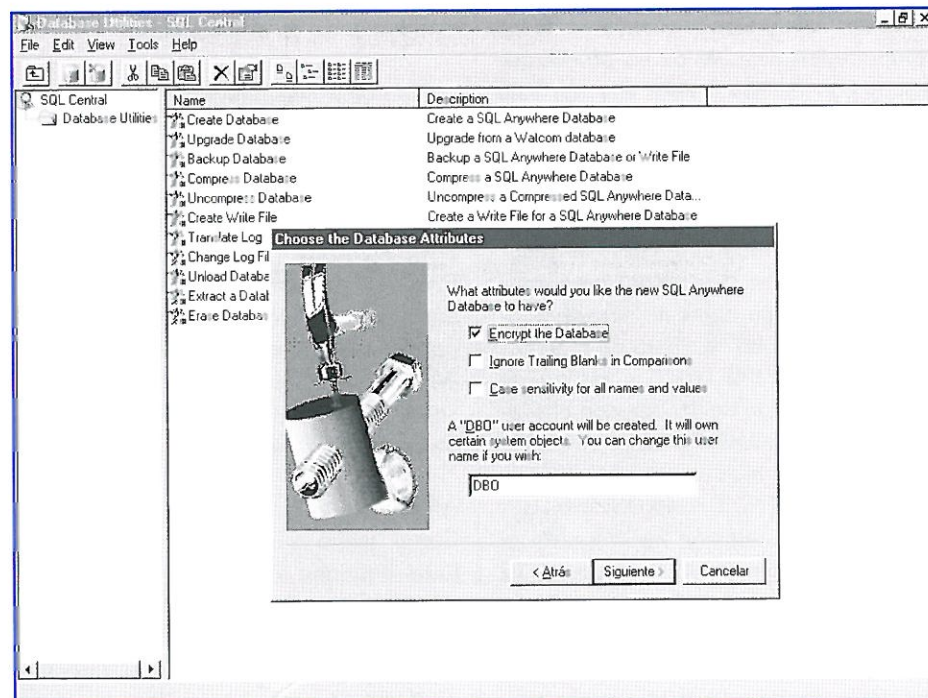 Database Utilities - SQL Central
File Edit View Tools Help
SQL Central
Database Utilities
Name Description
Create Database Create a SQL Anywhere Database
Upgrade Database Upgrade from a Watcom database
Backup Database Backup a SQL Anywhere Database or Write File
Compress Database Compress a SQL Anywhere Database
Uncompress Database Uncompress a Compressed SQL Anywhere Data...
Create Write File Create a Write File for a SQL Anywhere Database
Translate Log
Change Log Fil
Unload Databa
Extract a Datab
Erase Databas
Choose the Database Attributes
What attributes would you like the new SQL Anywhere
Database to have?
Encrypt the Database
Ignore Trailing Blanks in Comparisons
Case sensitivity for all names and values
A "DBO" user account will be created. It will own
certain system objects. You can change this user
name if you wish:
DBO
< Atrás Siguiente > Cancelar